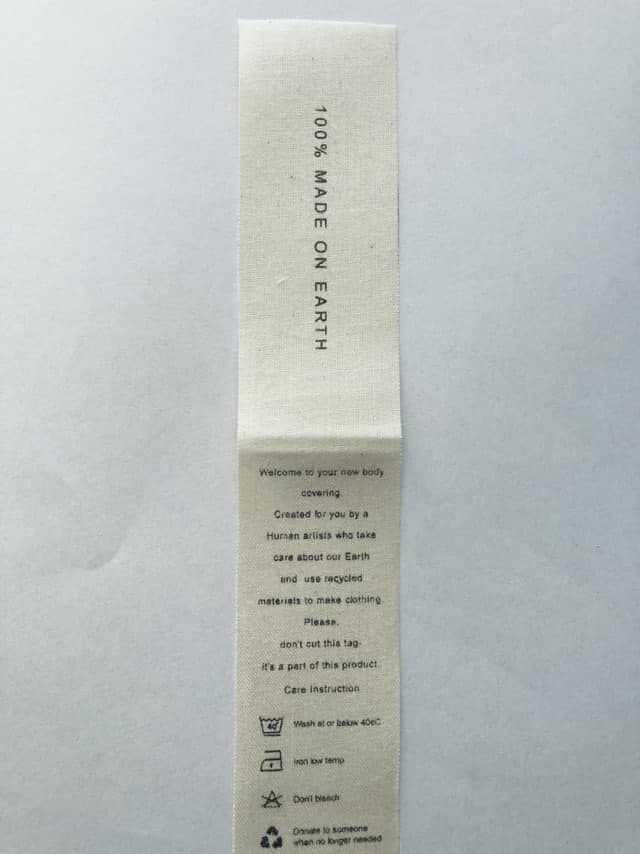 100% MADE ON EARTH
Welcome to your new body
covering.
Created for you by a
Human artists who take
care about our Earth
and use recycled
materials to make clothing.
Please,
don't cut this tag-
it's a part of this product.
Care Instruction
40 Wash at or below 40oC
Iron low temp
Don't bleach
Donate to someone
when no longer needed